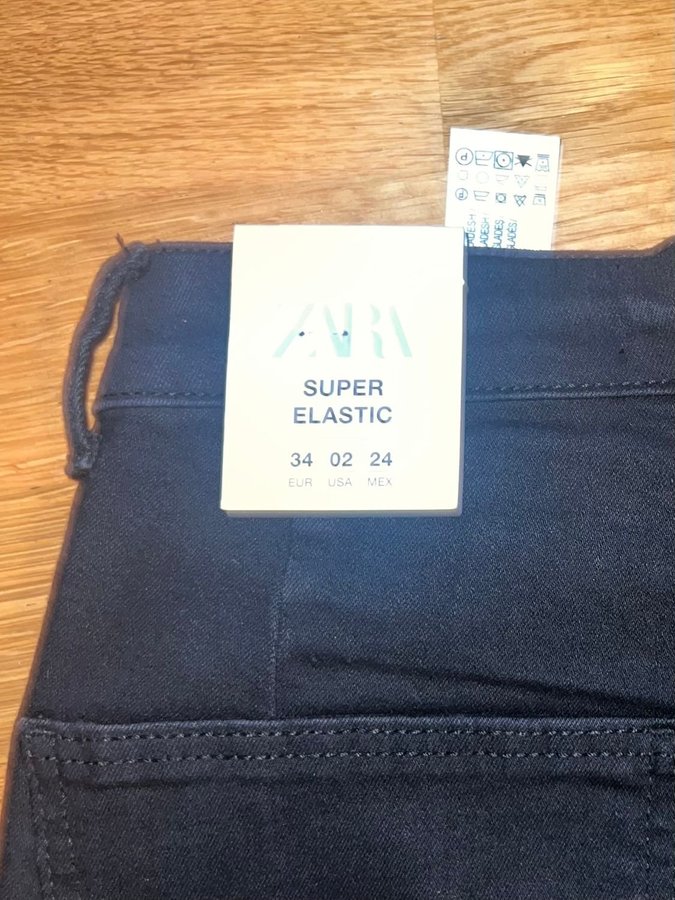 ZARA
SUPER
ELASTIC
34 02 24
EUR USA MEX